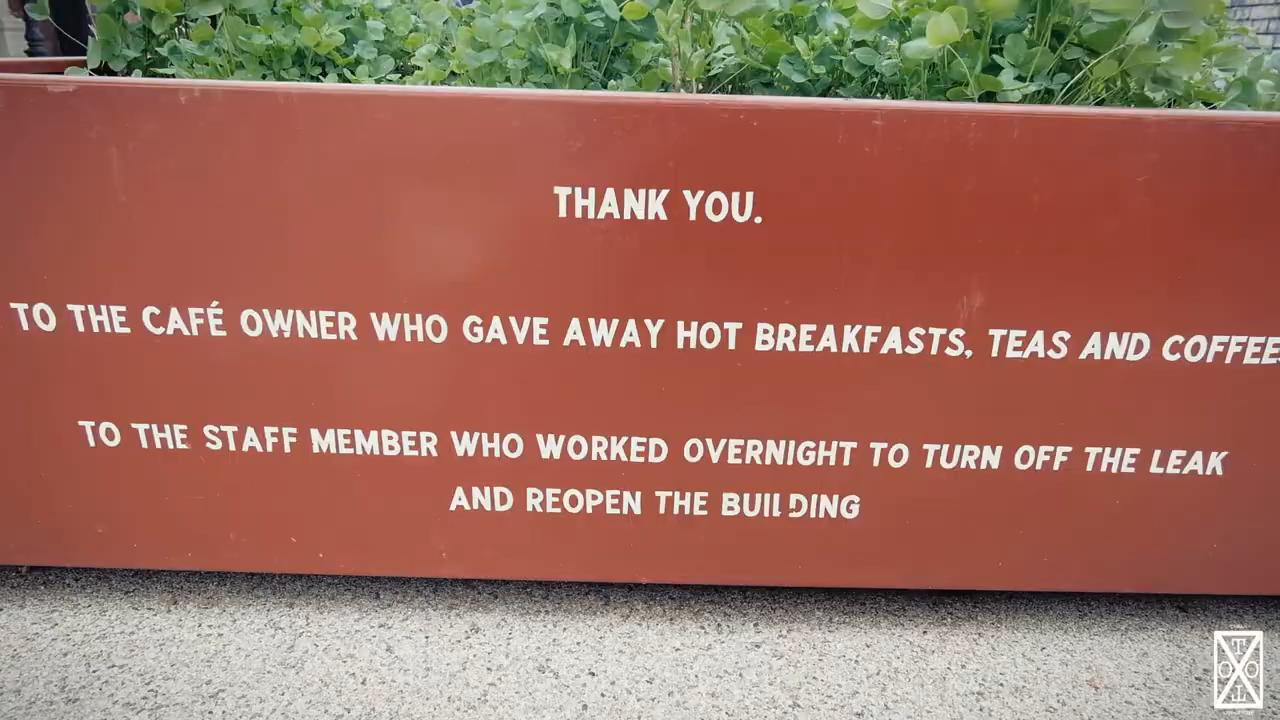 THANK YOU.
TO THE CAFÉ OWNER WHO GAVE AWAY HOT BREAKFASTS, TEAS AND COFFEE
TO THE STAFF MEMBER WHO WORKED OVERNIGHT TO TURN OFF THE LEAK
AND REOPEN THE BUILDING